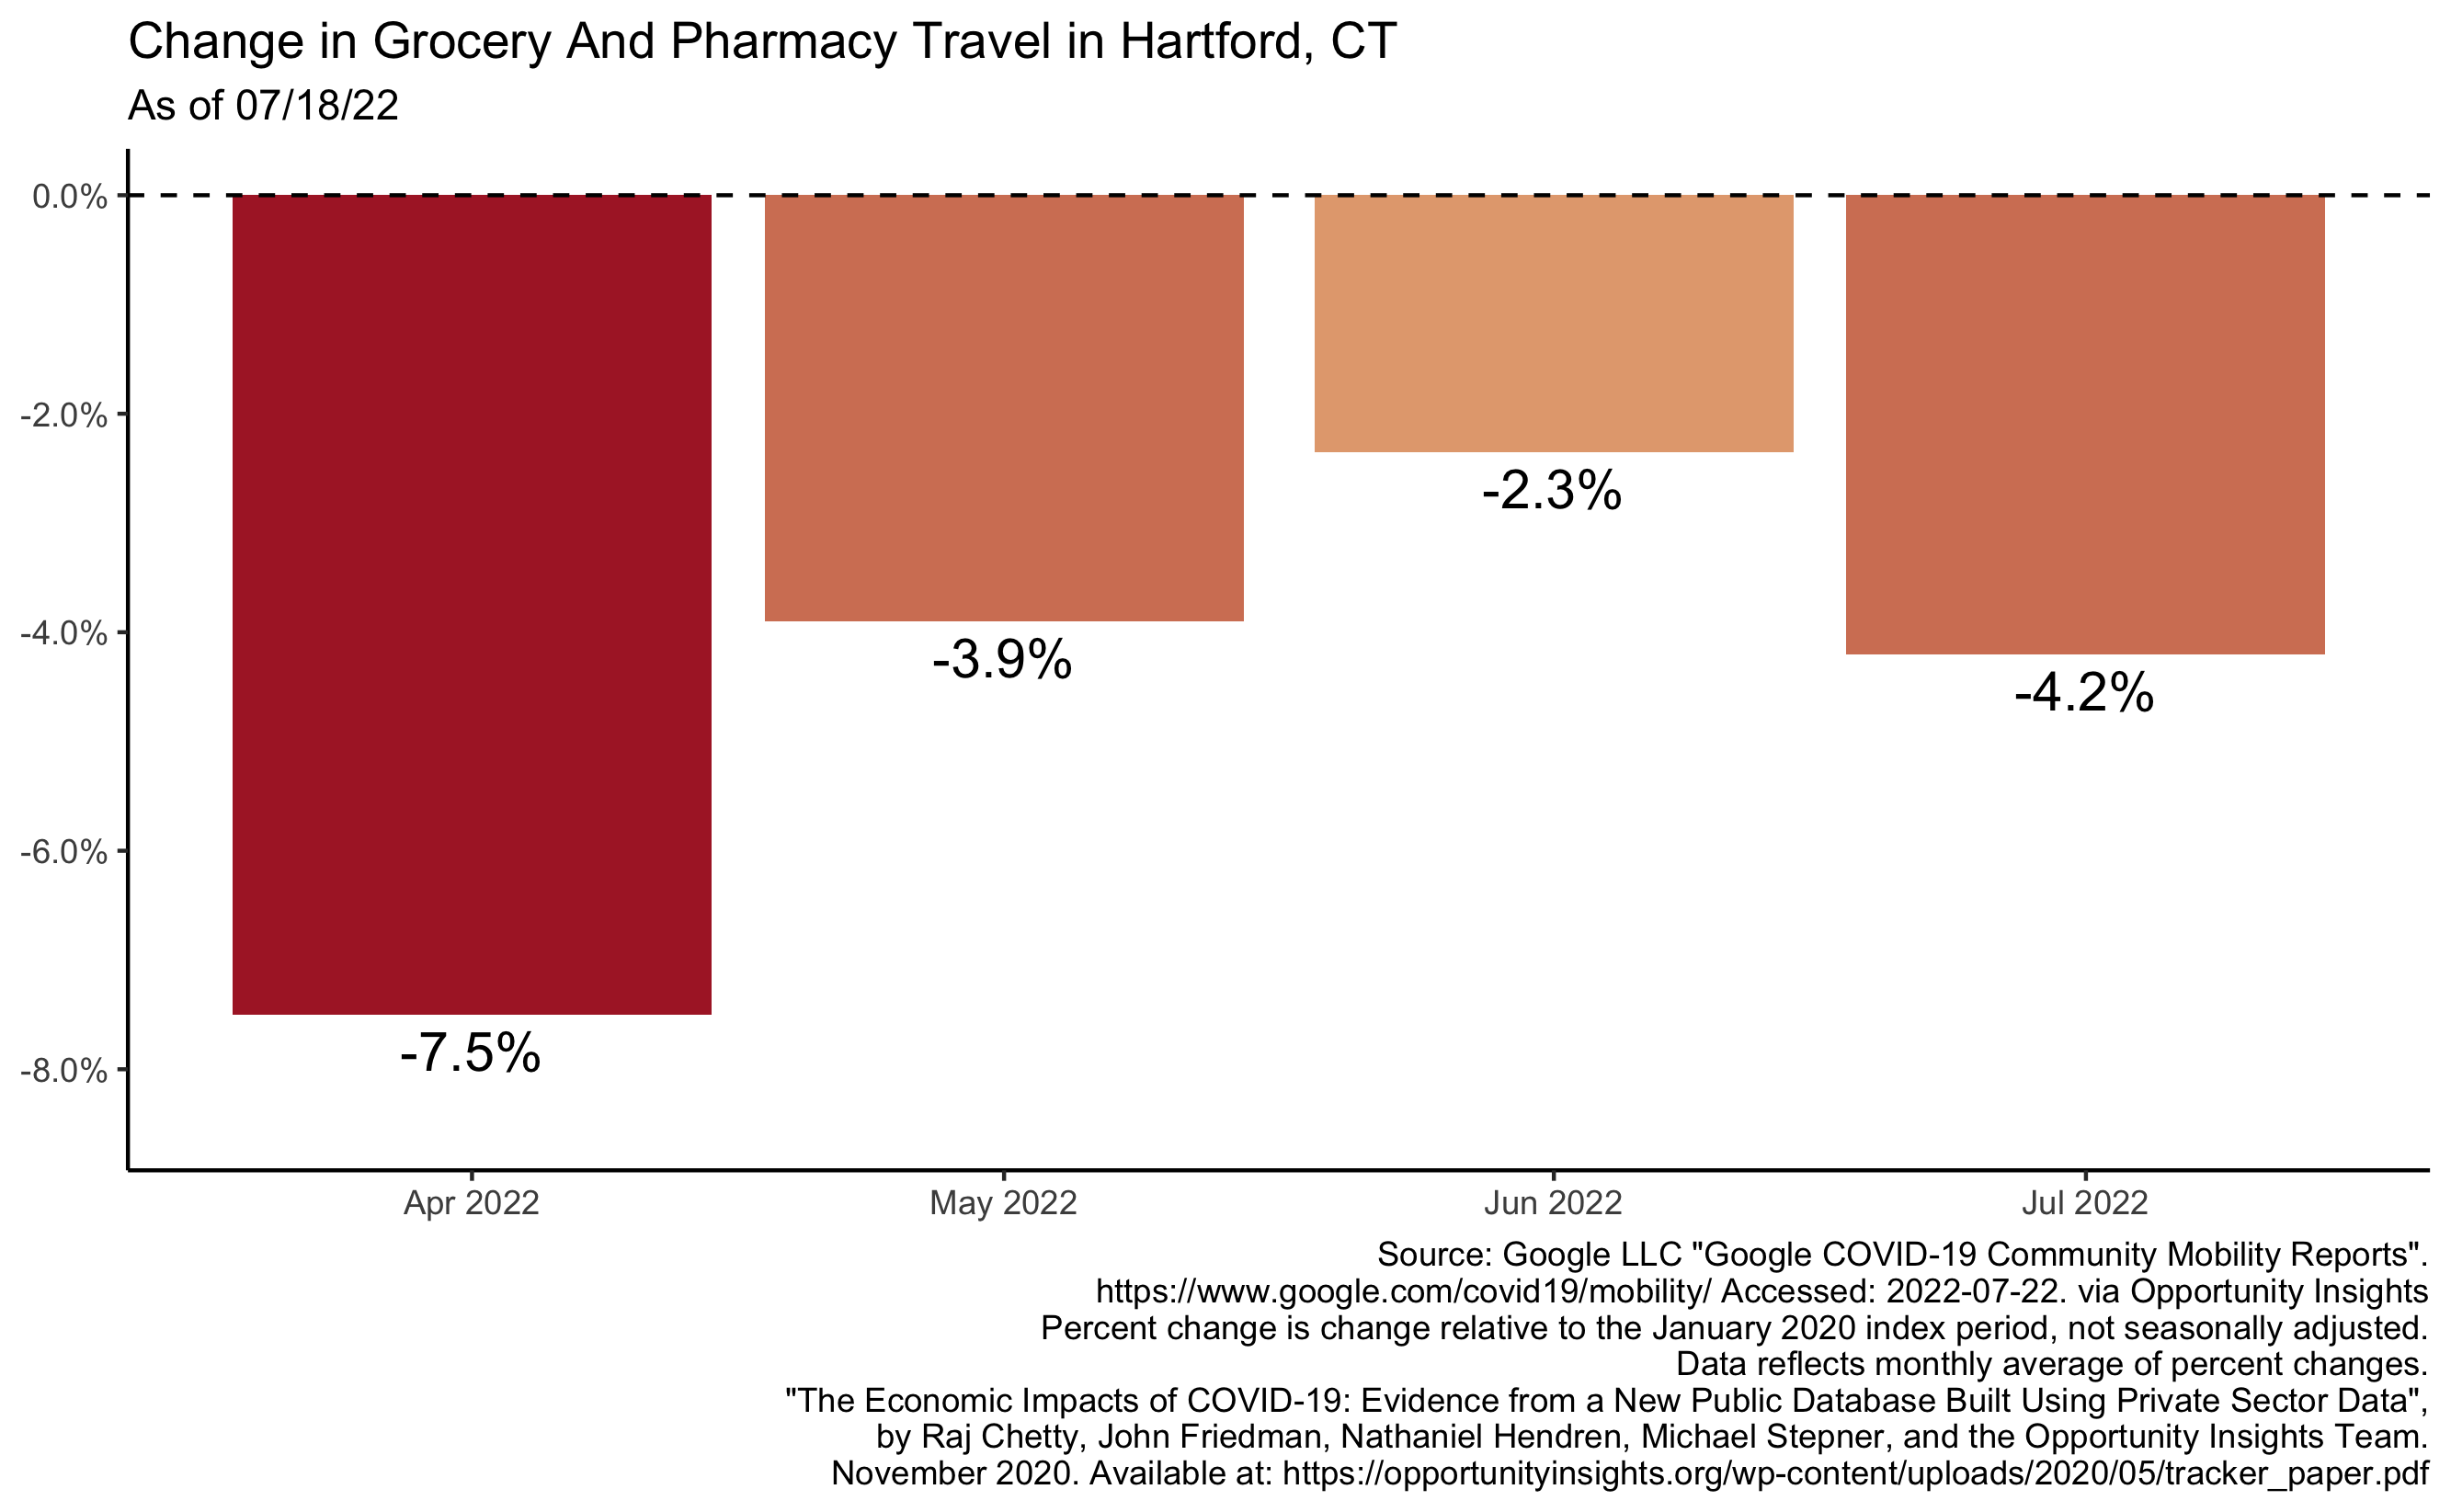 Change in Grocery And Pharmacy Travel in Hartford, CT
As of 07/18/22
0.0%
-2.0%
-4.0%
-6.0%
-8.0%
-7.5%
-3.9%
-2.3%
-4.2%
Apr 2022
May 2022
Jun 2022
Jul 2022
Source: Google LLC "Google COVID-19 Community Mobility Reports".
https://www.google.com/covid19/mobility/ Accessed: 2022-07-22. via Opportunity Insights
Percent change is change relative to the January 2020 index period, not seasonally adjusted.
Data reflects monthly average of percent changes.
"The Economic Impacts of COVID-19: Evidence from a New Public Database Built Using Private Sector Data",
by Raj Chetty, John Friedman, Nathaniel Hendren, Michael Stepner, and the Opportunity Insights Team.
November 2020. Available at: https://opportunityinsights.org/wp-content/uploads/2020/05/tracker_paper.pdf